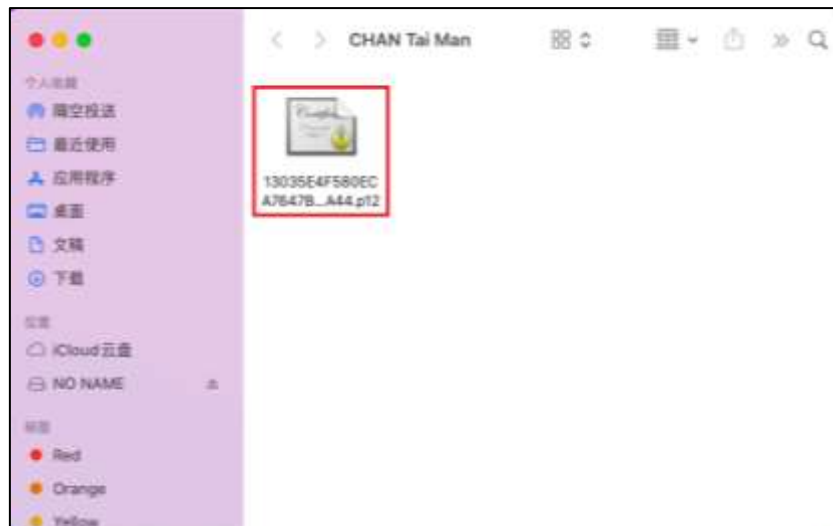 CHAN Tai Man
个人收藏
隔空投送
最近使用
应用程序
桌面
文稿
下载
13035E4F580EC
A7647B...A44.p12
位置
iCloud云盘
NO NAME
标签
Red
Orange
Yellow